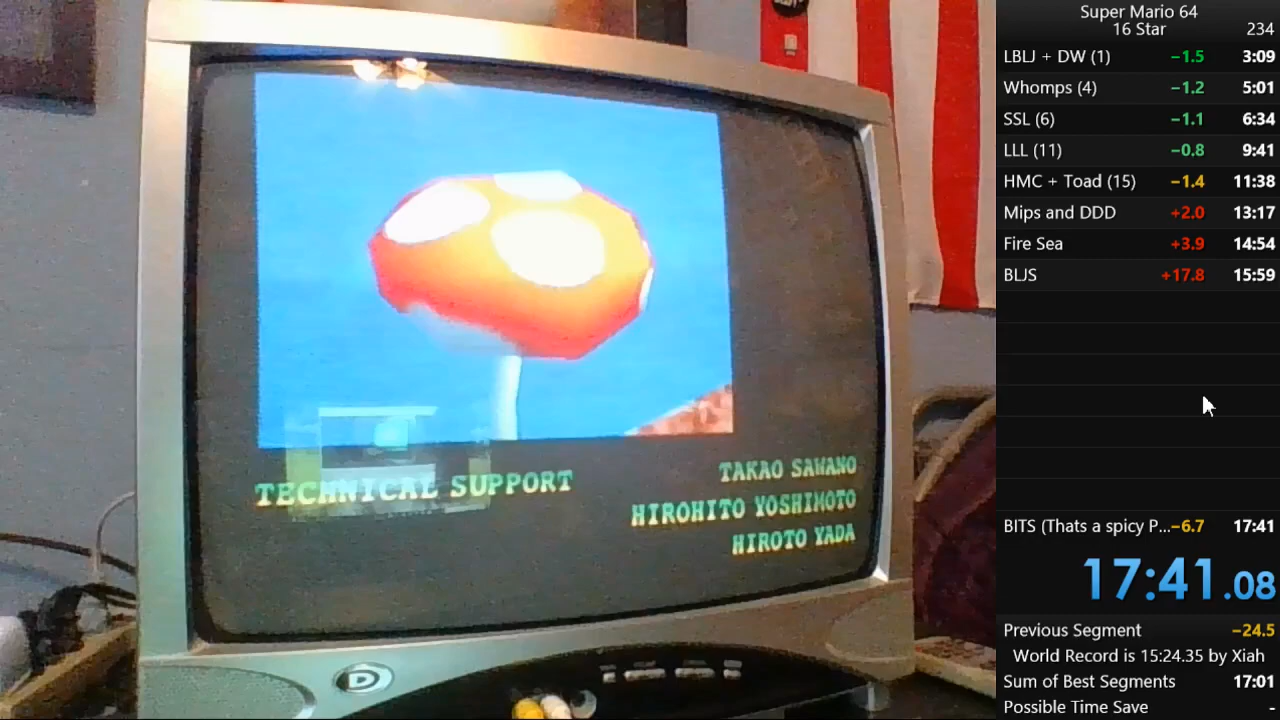 TECHNICAL SUPPORT
TAKAO SAWANO
HIROHITO YOSHIMOTO
HIROTO YADA
D
Super Mario 64
16 Star 234
LBLJ + DW (1) −1.5 3:09
Whomps (4) −1.2 5:01
SSL (6) −1.1 6:34
LLL (11) −0.8 9:41
HMC + Toad (15) −1.4 11:38
Mips and DDD +2.0 13:17
Fire Sea +3.9 14:54
BLJS +17.8 15:59
BITS (Thats a spicy P... −6.7 17:41
17:41.08
Previous Segment −24.5
World Record is 15:24.35 by Xiah
Sum of Best Segments 17:01
Possible Time Save -